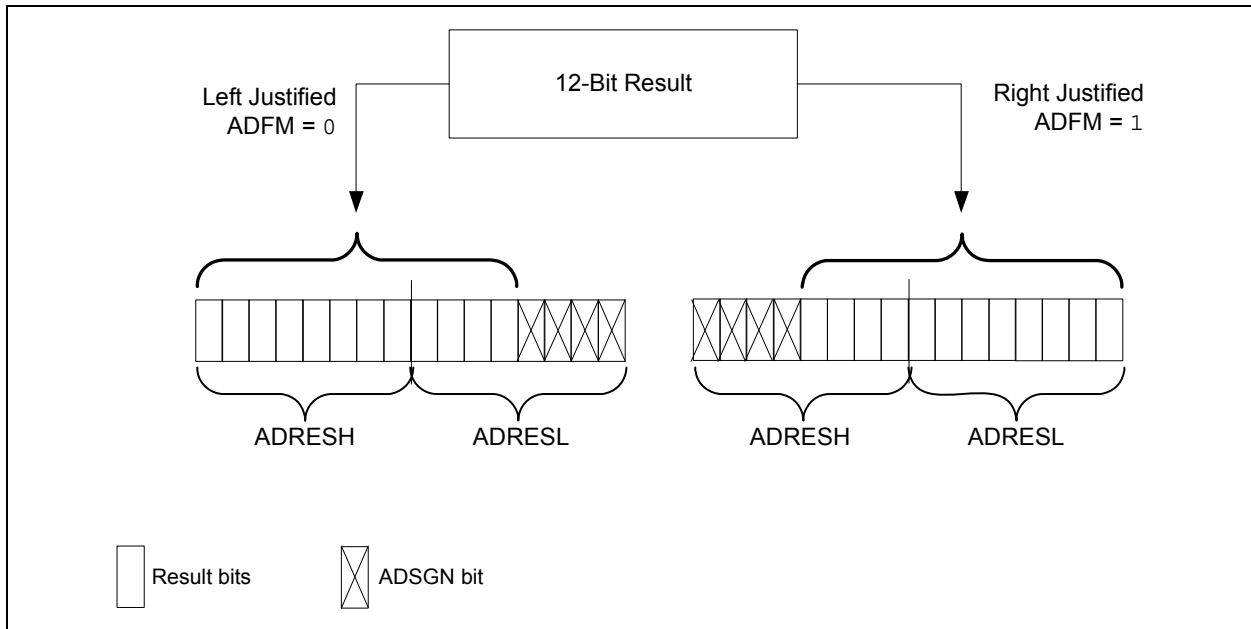 12-Bit Result
Left Justified
ADFM = 0
Right Justified
ADFM = 1
ADRESH
ADRESL
ADRESH
ADRESL
Result bits
ADSGN bit